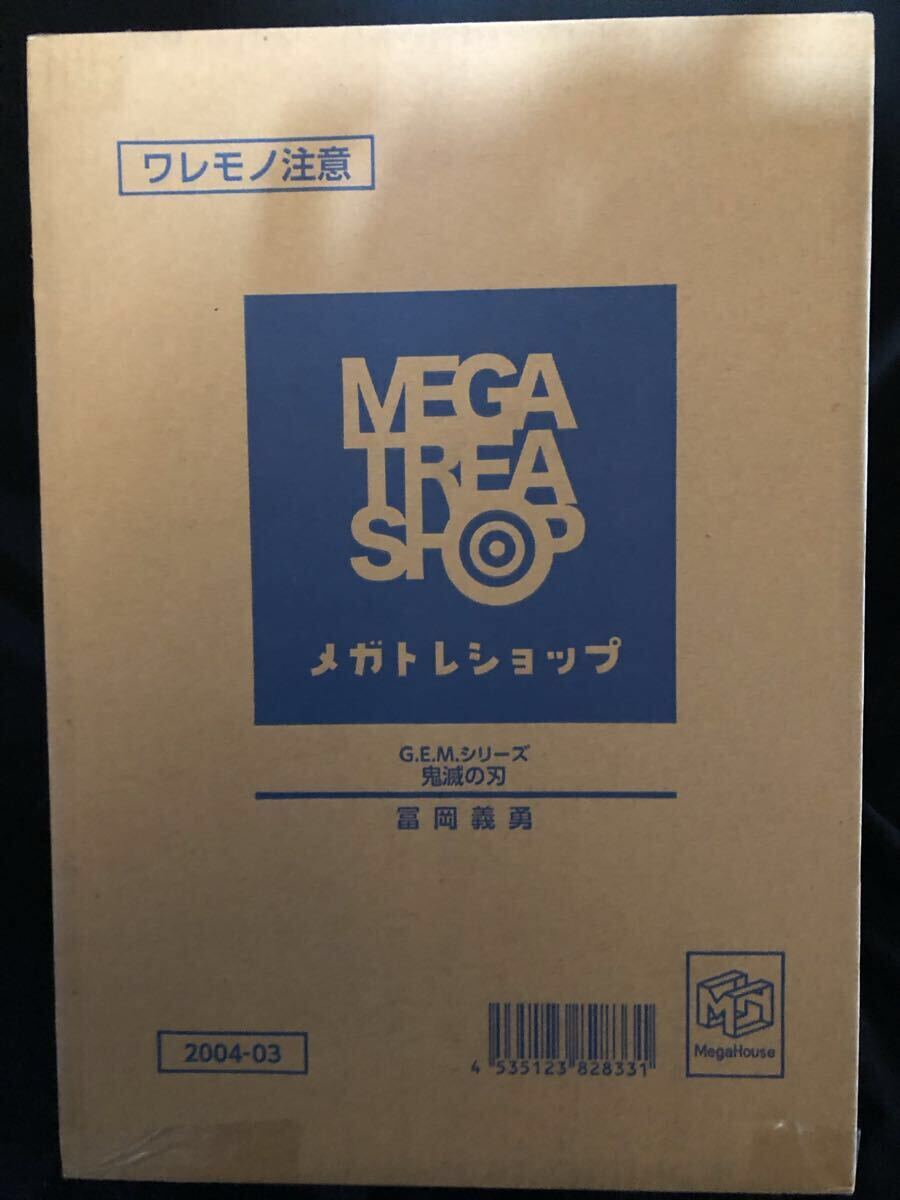 ワレモノ注意
MEGA
TREA
SHOP
メガトレショップ
G.E.M.シリーズ
鬼滅の刃
冨岡義勇
2004-03
4 535123 828331
MegaHouse